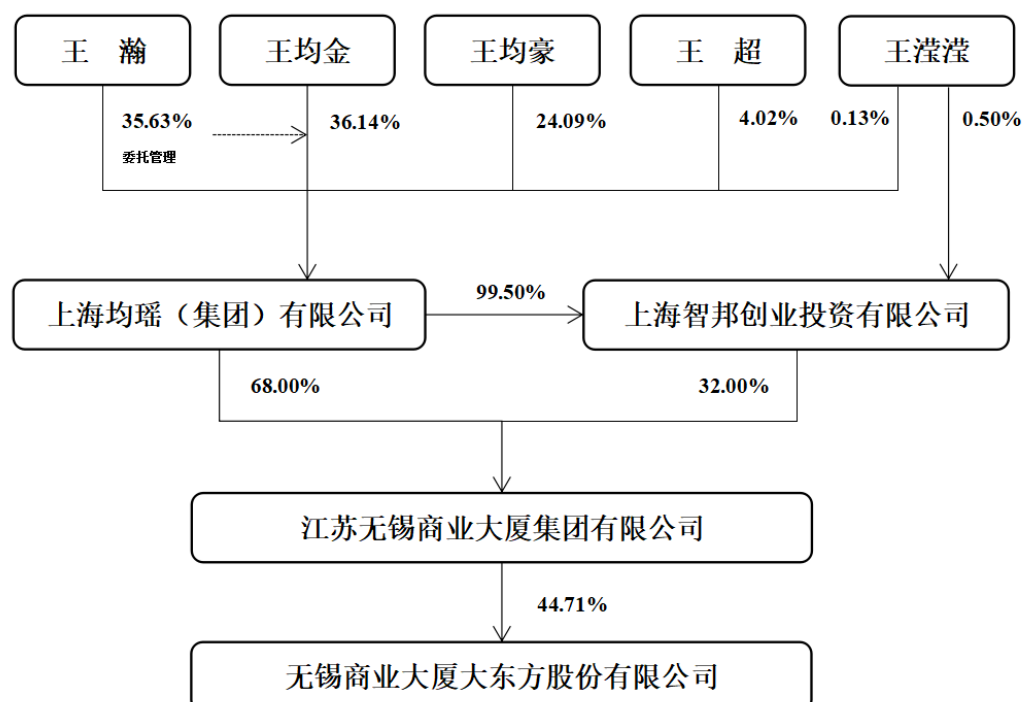 王　瀚
王均金
王均豪
王　超
王滢滢
35.63%
36.14%
24.09%
4.02%
0.13%
0.50%
委托管理
99.50%
上海均瑶（集团）有限公司
上海智邦创业投资有限公司
68.00%
32.00%
江苏无锡商业大厦集团有限公司
44.71%
无锡商业大厦大东方股份有限公司